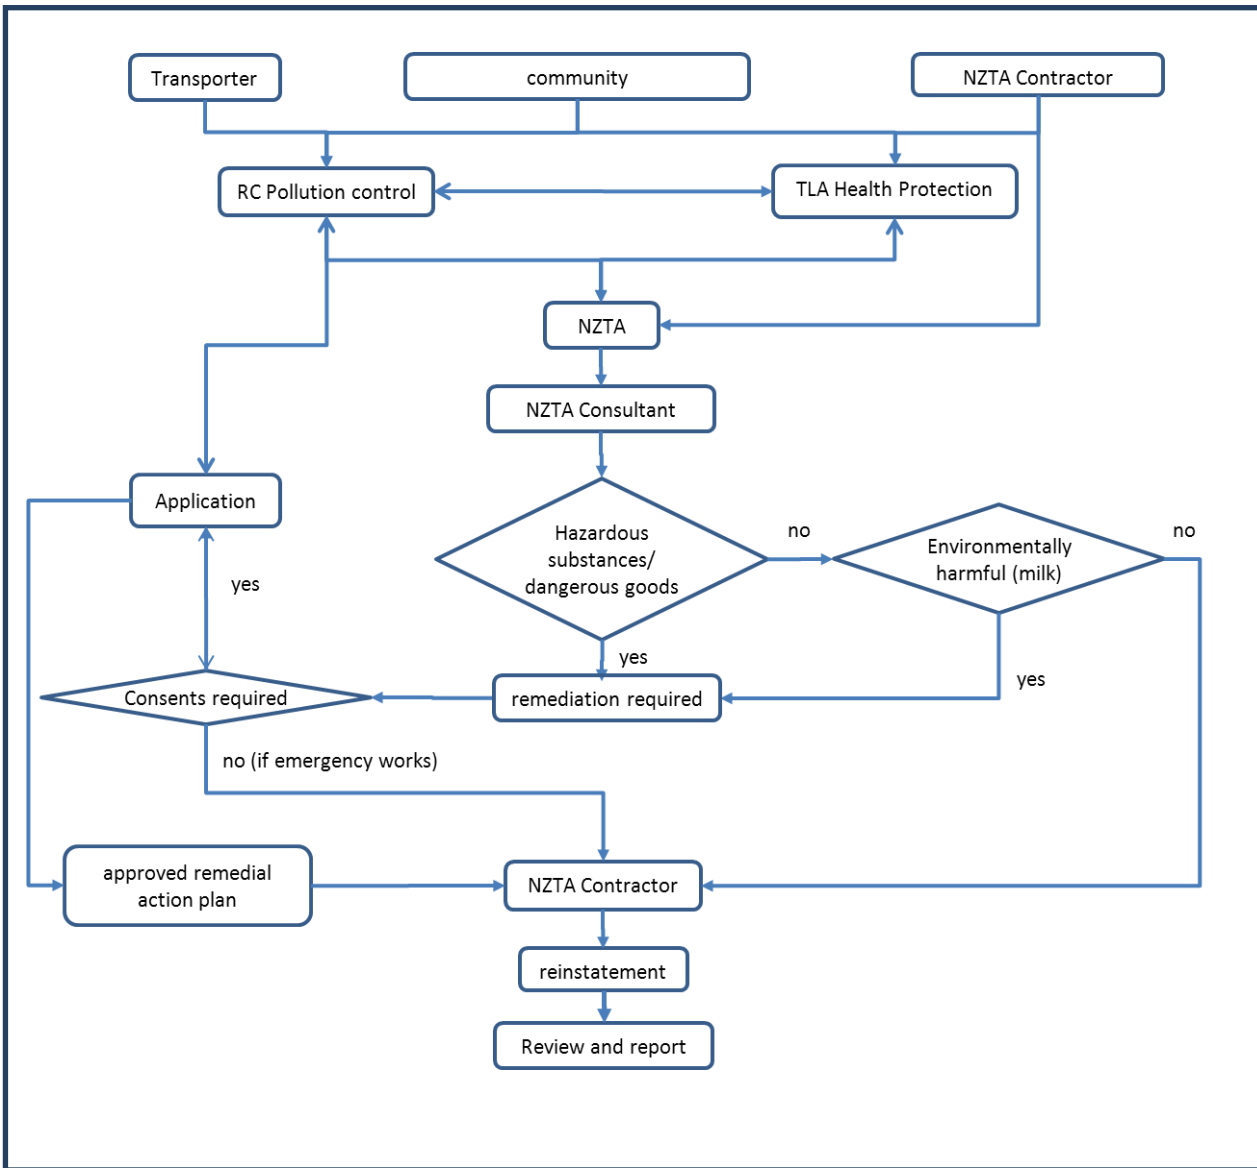 Transporter
community
NZTA Contractor
RC Pollution control
TLA Health Protection
NZTA
NZTA Consultant
Application
Hazardous
substances/
dangerous goods
no
Environmentally
harmful (milk)
no
yes
yes
yes
Consents required
remediation required
no (if emergency works)
approved remedial
action plan
NZTA Contractor
reinstatement
Review and report